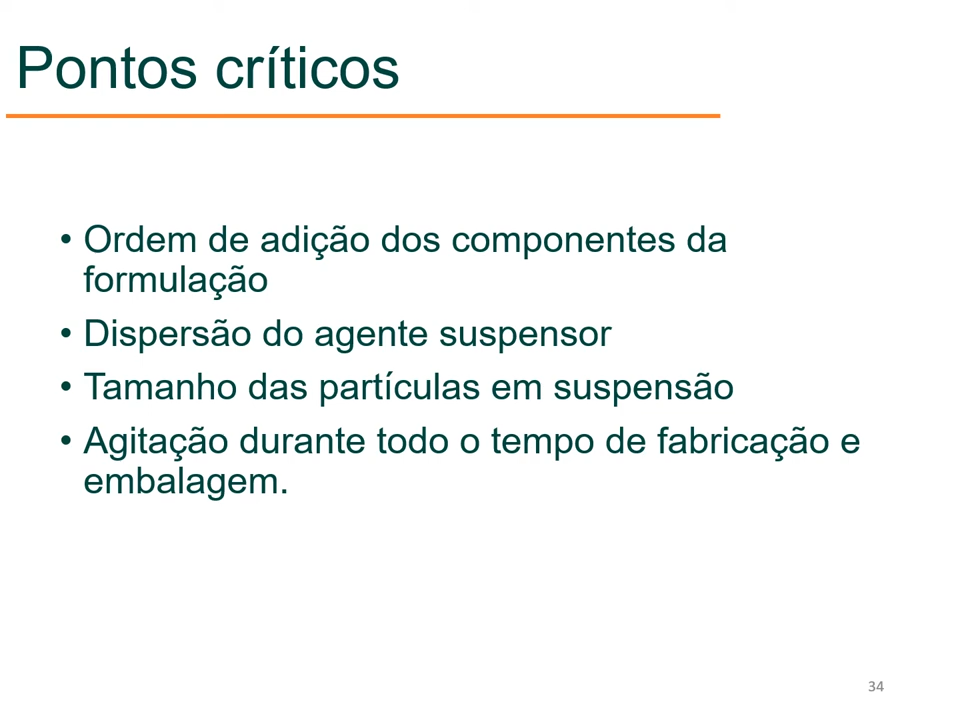 Pontos críticos
• Ordem de adição dos componentes da
formulação
• Dispersão do agente suspensor
• Tamanho das partículas em suspensão
• Agitação durante todo o tempo de fabricação e
embalagem.
34